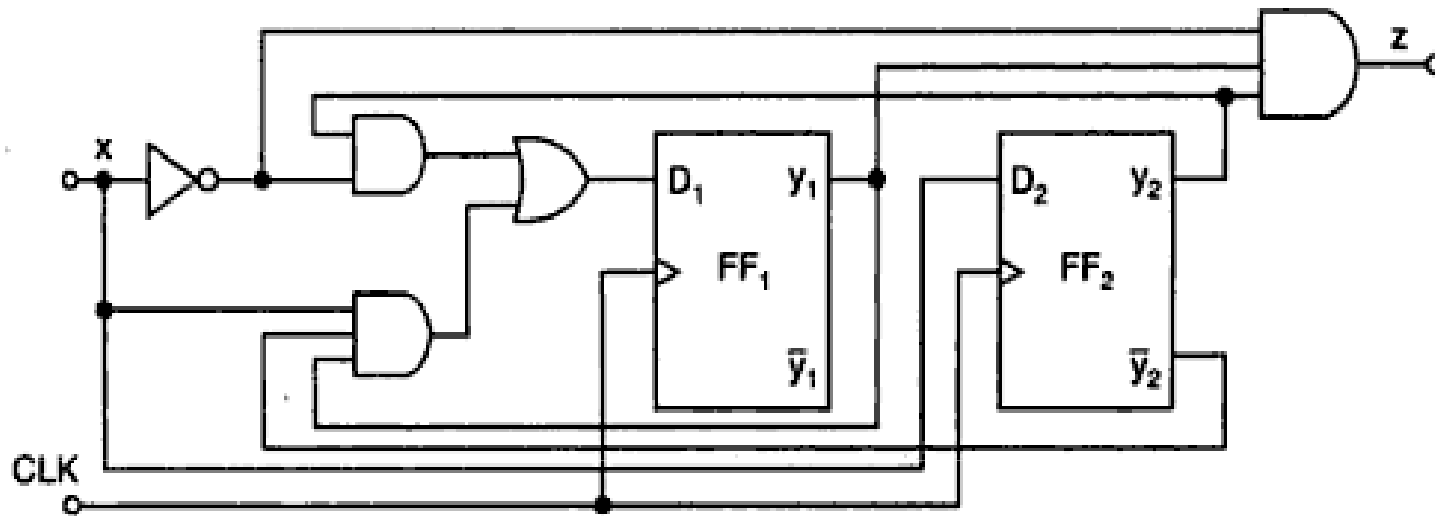 z
x
D₁ y₁ D₂ y₂
FF₁ FF₂
ȳ₁ ȳ₂
CLK